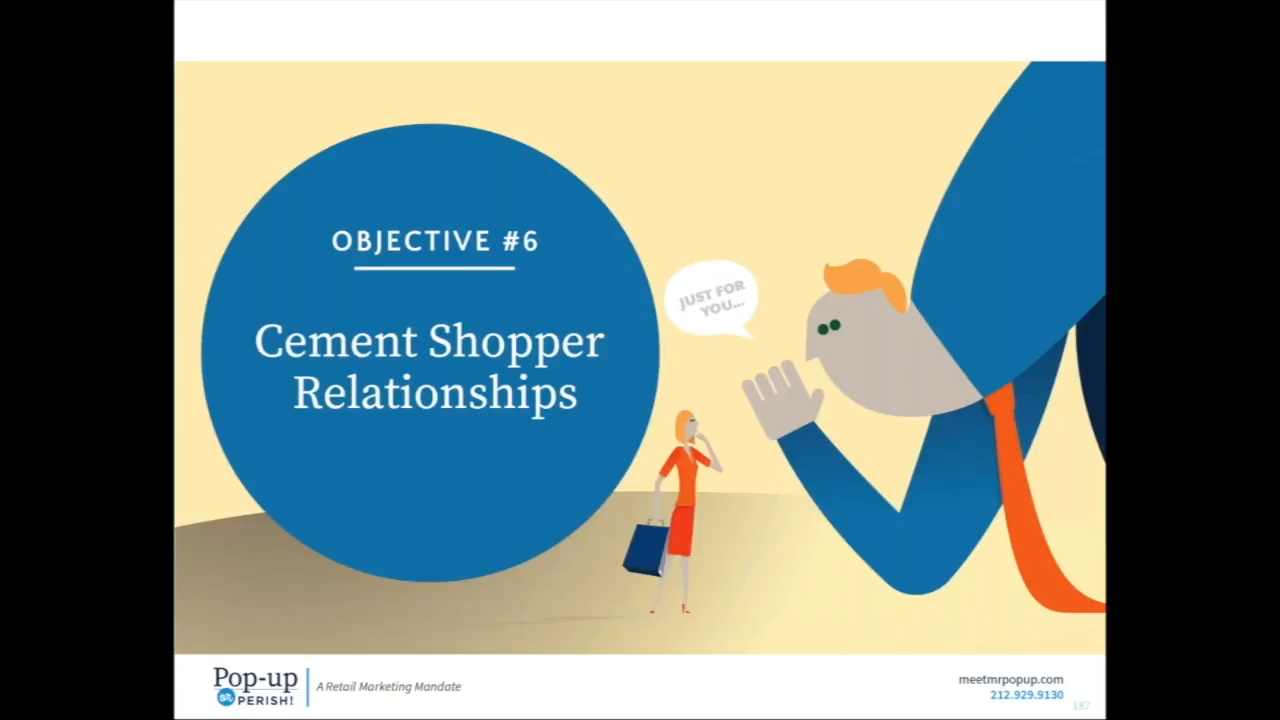 OBJECTIVE #6
Cement Shopper
Relationships
JUST FOR
YOU...
Pop-up
or PERISH!
A Retail Marketing Mandate
meetmrpopup.com
212.929.9130
187